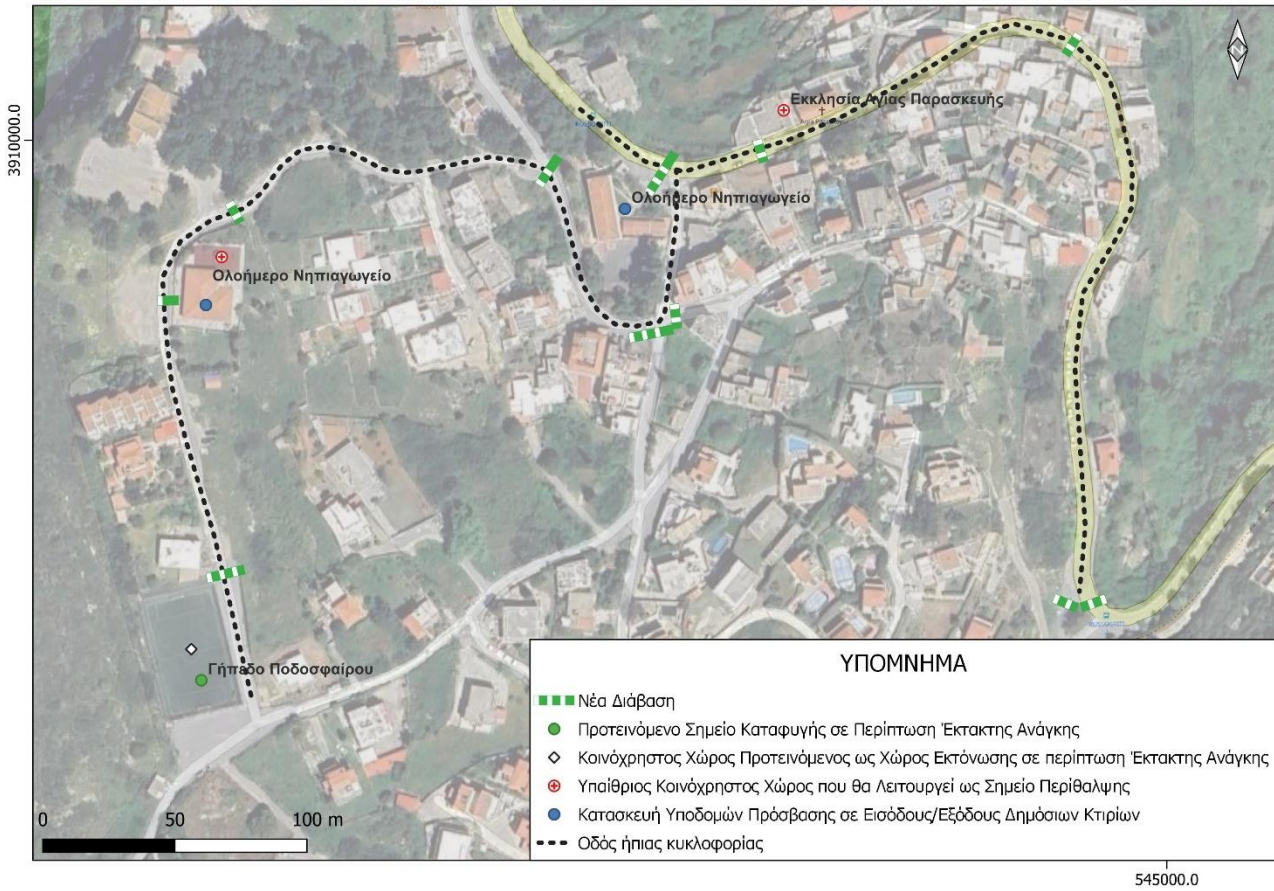 3910000.0
Εκκλησία Αγίας Παρασκευής
Ολοήμερο Νηπιαγωγείο
Ολοήμερο Νηπιαγωγείο
Γήπεδο Ποδοσφαίρου
0 50 100 m
ΥΠΟΜΝΗΜΑ
Νέα Διάβαση
Προτεινόμενο Σημείο Καταφυγής σε Περίπτωση Έκτακτης Ανάγκης
Κοινόχρηστος Χώρος Προτεινόμενος ως Χώρος Εκτόνωσης σε περίπτωση Έκτακτης Ανάγκης
Υπαίθριος Κοινόχρηστος Χώρος που θα Λειτουργεί ως Σημείο Περίθαλψης
Κατασκευή Υποδομών Πρόσβασης σε Εισόδους/Εξόδους Δημόσιων Κτιρίων
Οδός ήπιας κυκλοφορίας
545000.0